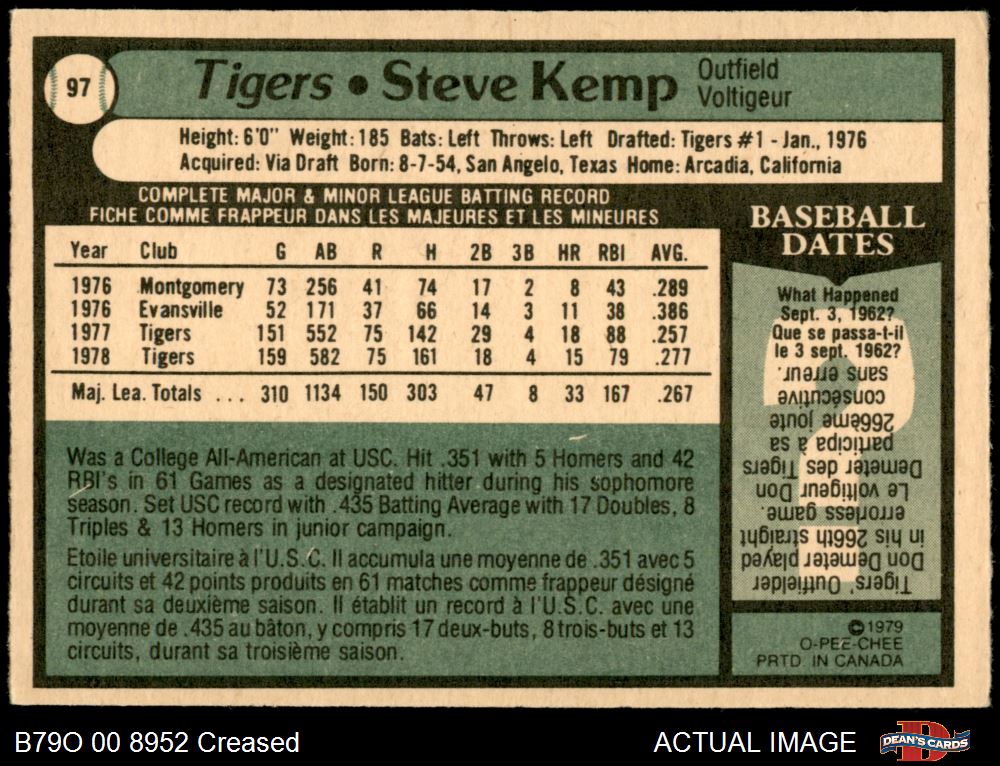 97
Tigers • Steve Kemp
Outfield
Voltigeur
Height: 6'0" Weight: 185 Bats: Left Throws: Left Drafted: Tigers #1 - Jan., 1976
Acquired: Via Draft Born: 8-7-54, San Angelo, Texas Home: Arcadia, California
COMPLETE MAJOR & MINOR LEAGUE BATTING RECORD
FICHE COMME FRAPPEUR DANS LES MAJEURES ET LES MINEURES
Year Club G AB R H 2B 3B HR RBI AVG.
1976 Montgomery 73 256 41 74 17 2 8 43 .289
1976 Evansville 52 171 37 66 14 3 11 38 .386
1977 Tigers 151 552 75 142 29 4 18 88 .257
1978 Tigers 159 582 75 161 18 4 15 79 .277
Maj. Lea. Totals ... 310 1134 150 303 47 8 33 167 .267
Was a College All-American at USC. Hit .351 with 5 Homers and 42
RBI's in 61 Games as a designated hitter during his sophomore
season. Set USC record with .435 Batting Average with 17 Doubles, 8
Triples & 13 Homers in junior campaign.
Etoile universitaire à l'U.S.C. Il accumula une moyenne de .351 avec 5
circuits et 42 points produits en 61 matches comme frappeur désigné
durant sa deuxième saison. Il établit un record à l'U.S.C. avec une
moyenne de .435 au bâton, y compris 17 deux-buts, 8 trois-buts et 13
circuits, durant sa troisième saison.
BASEBALL
DATES
What Happened
Sept. 3, 1962?
Que se passa-t-il
le 3 sept. 1962?
Tigers' Outfielder
Don Demeter played
in his 266th straight
errorless game.
Le voltigeur Don
Demeter des Tigers
participa à sa
266ème joute
consécutive
sans erreur.
?
©1979
O-PEE-CHEE
PRTD. IN CANADA
B79O 00 8952 Creased
ACTUAL IMAGE
D
DEAN'S CARDS